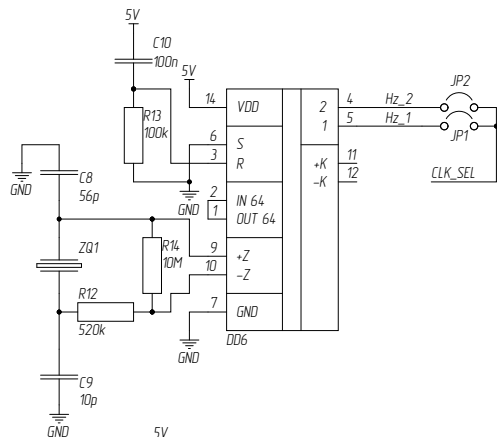 5V
C10
100n
5V
JP2
14
VDD
2
4
Hz_2
R13
100k
1
5
Hz_1
JP1
6
S
3
R
+K
11
-K
12
CLK_SEL
GND
C8
56p
GND
2
IN 64
1
OUT 64
ZQ1
R14
10M
9
+Z
10
-Z
R12
520k
7
GND
GND
DD6
C9
10p
GND
5V